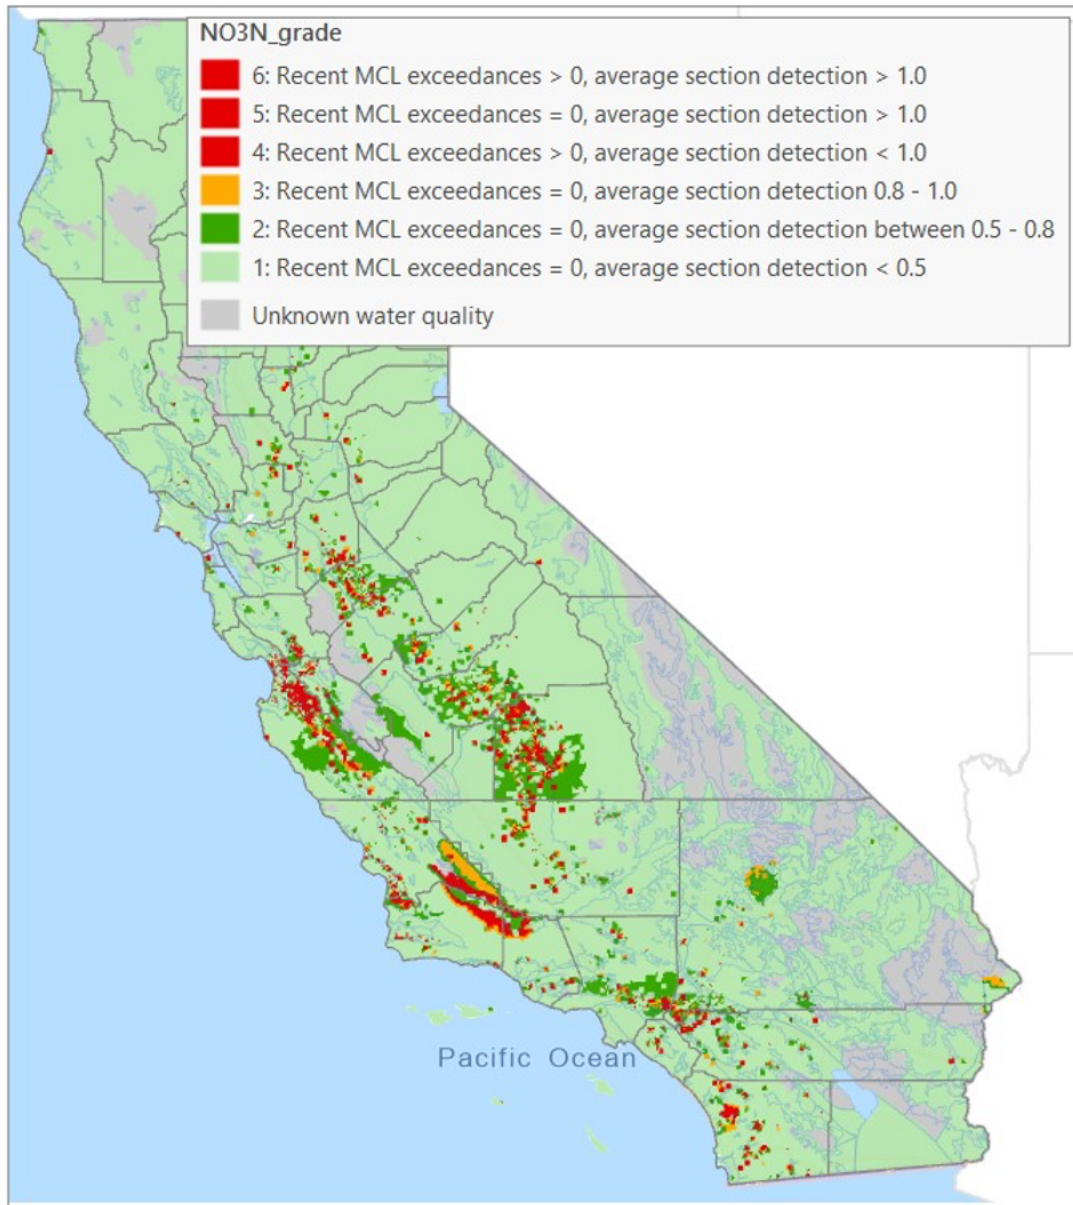 NO3N_grade
6: Recent MCL exceedances > 0, average section detection > 1.0
5: Recent MCL exceedances = 0, average section detection > 1.0
4: Recent MCL exceedances > 0, average section detection < 1.0
3: Recent MCL exceedances = 0, average section detection 0.8 - 1.0
2: Recent MCL exceedances = 0, average section detection between 0.5 - 0.8
1: Recent MCL exceedances = 0, average section detection < 0.5
Unknown water quality
Pacific Ocean